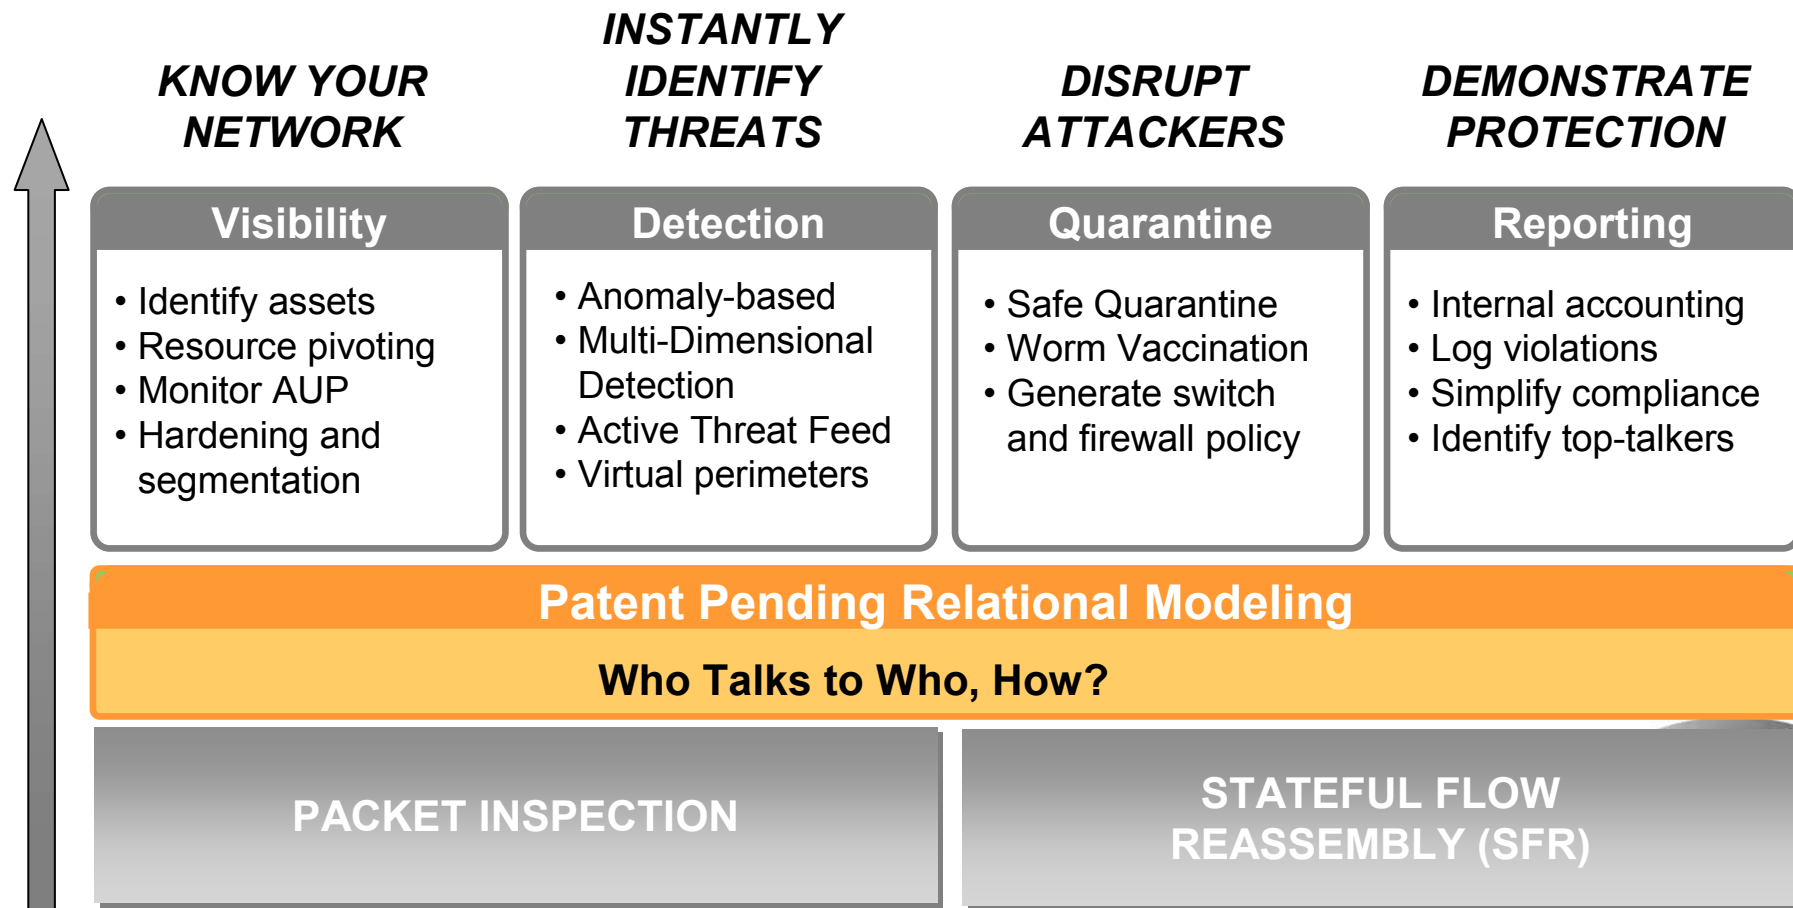 KNOW YOUR
NETWORK
INSTANTLY
IDENTIFY
THREATS
DISRUPT
ATTACKERS
DEMONSTRATE
PROTECTION
Visibility
• Identify assets
• Resource pivoting
• Monitor AUP
• Hardening and
segmentation
Detection
• Anomaly-based
• Multi-Dimensional
Detection
• Active Threat Feed
• Virtual perimeters
Quarantine
• Safe Quarantine
• Worm Vaccination
• Generate switch
and firewall policy
Reporting
• Internal accounting
• Log violations
• Simplify compliance
• Identify top-talkers
Patent Pending Relational Modeling
Who Talks to Who, How?
PACKET INSPECTION
STATEFUL FLOW
REASSEMBLY (SFR)